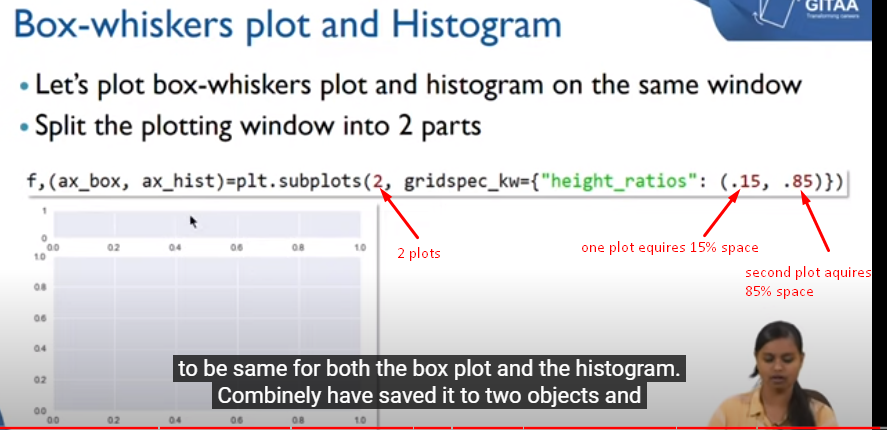 GITAA
Transforming careers
Box-whiskers plot and Histogram
• Let's plot box-whiskers plot and histogram on the same window
• Split the plotting window into 2 parts
f,(ax_box, ax_hist)=plt.subplots(2, gridspec_kw={"height_ratios": (.15, .85)})
1
0
0.0 0.2 0.4 0.6 0.8 1.0
2 plots
one plot equires 15% space
second plot aquires
85% space
1.0
0.8
0.6
0.4
0.2
0.0
0.0 0.2 0.4 0.6 0.8 1.0
to be same for both the box plot and the histogram.
Combinely have saved it to two objects and